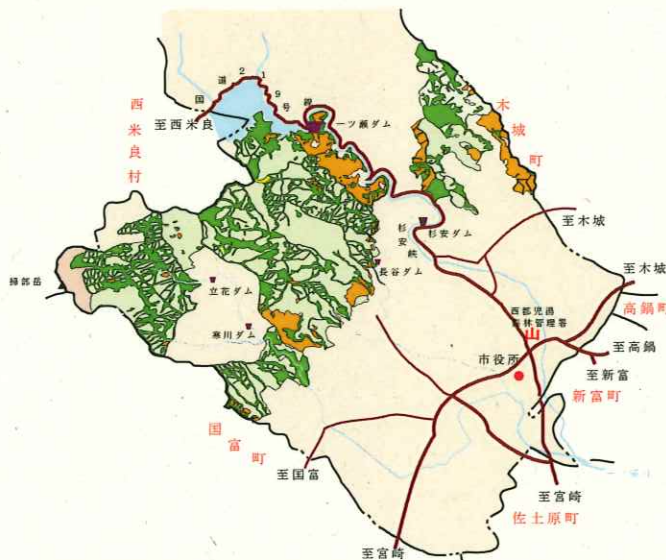 国道219号線
至西米良
西米良村
一ツ瀬ダム
木城町
杉安峡
杉安ダム
至木城
長谷ダム
掃部岳
立花ダム
寒川ダム
至木城
高鍋町
西都児湯
森林管理署
山
至高鍋
市役所
至新富
新富町
国富町
至国富
至宮崎
佐土原町
至宮崎